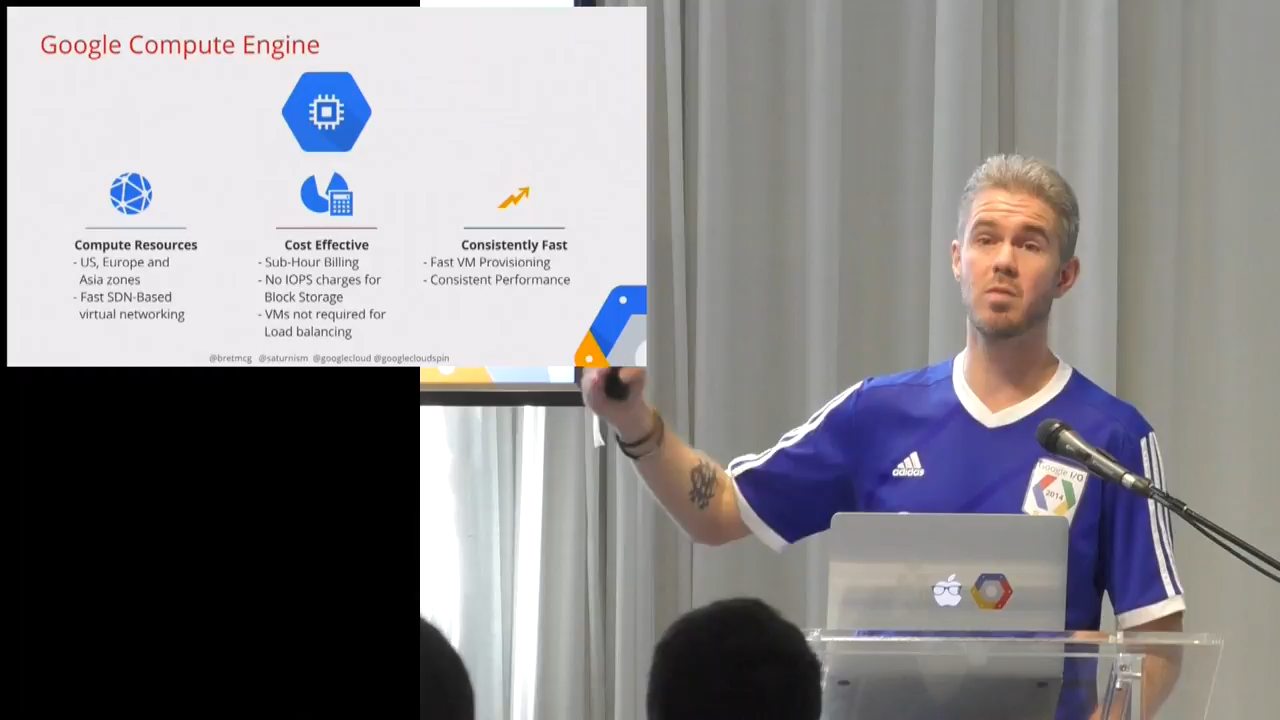 Google Compute Engine
Compute Resources
- US, Europe and
Asia zones
- Fast SDN-Based
virtual networking
Cost Effective
- Sub-Hour Billing
- No IOPS charges for
Block Storage
- VMs not required for
Load balancing
Consistently Fast
- Fast VM Provisioning
- Consistent Performance
@bretmcg @saturnism @googlecloud @googlecloudspin
adidas
Google I/O
2014